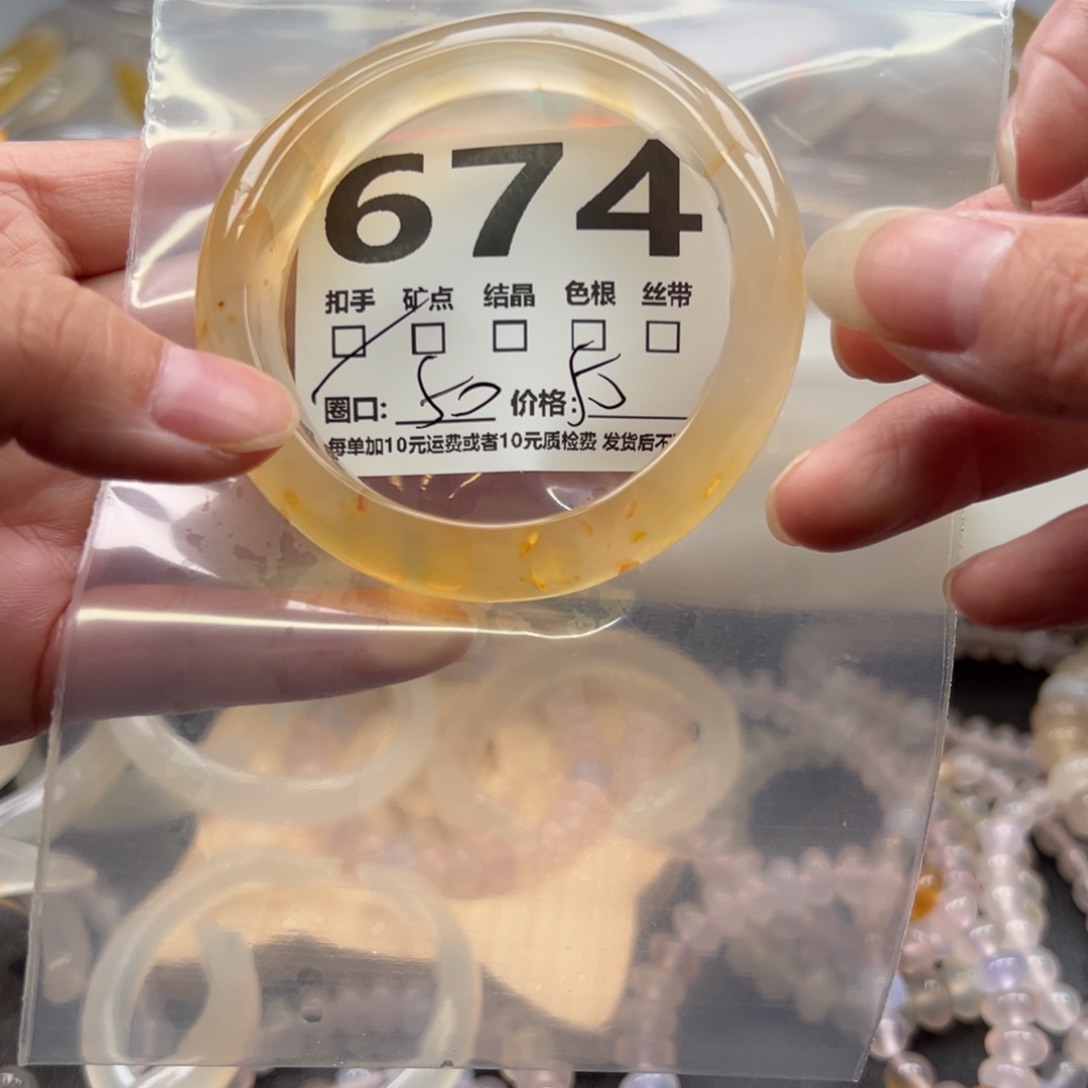 674
扣手 矿点 结晶 色根 丝带
圈口: 50 价格:
每单加10元运费或者10元质检费 发货后不